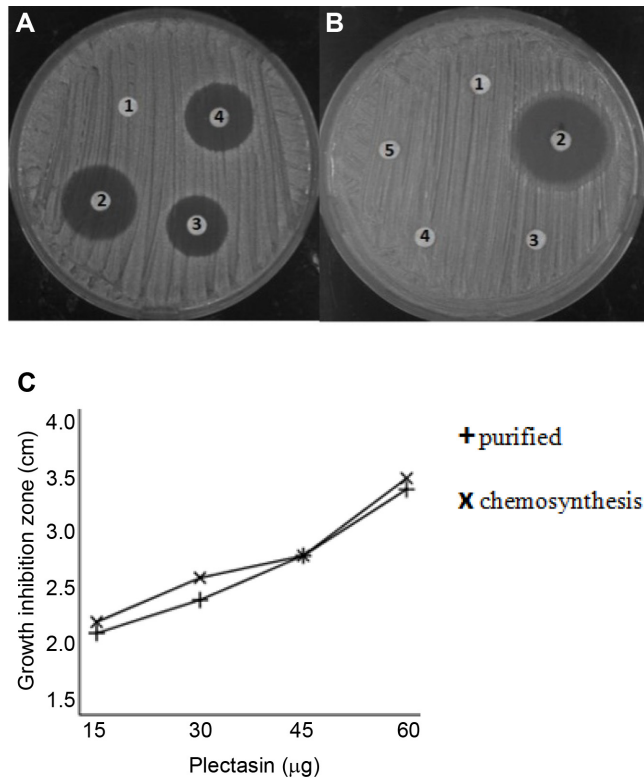 A
B
1
4
2
3
1
2
5
4
3
C
Growth inhibition zone (cm)
4.0
3.5
3.0
2.5
2.0
1.5
15 30 45 60
Plectasin (µg)
+ purified
x chemosynthesis